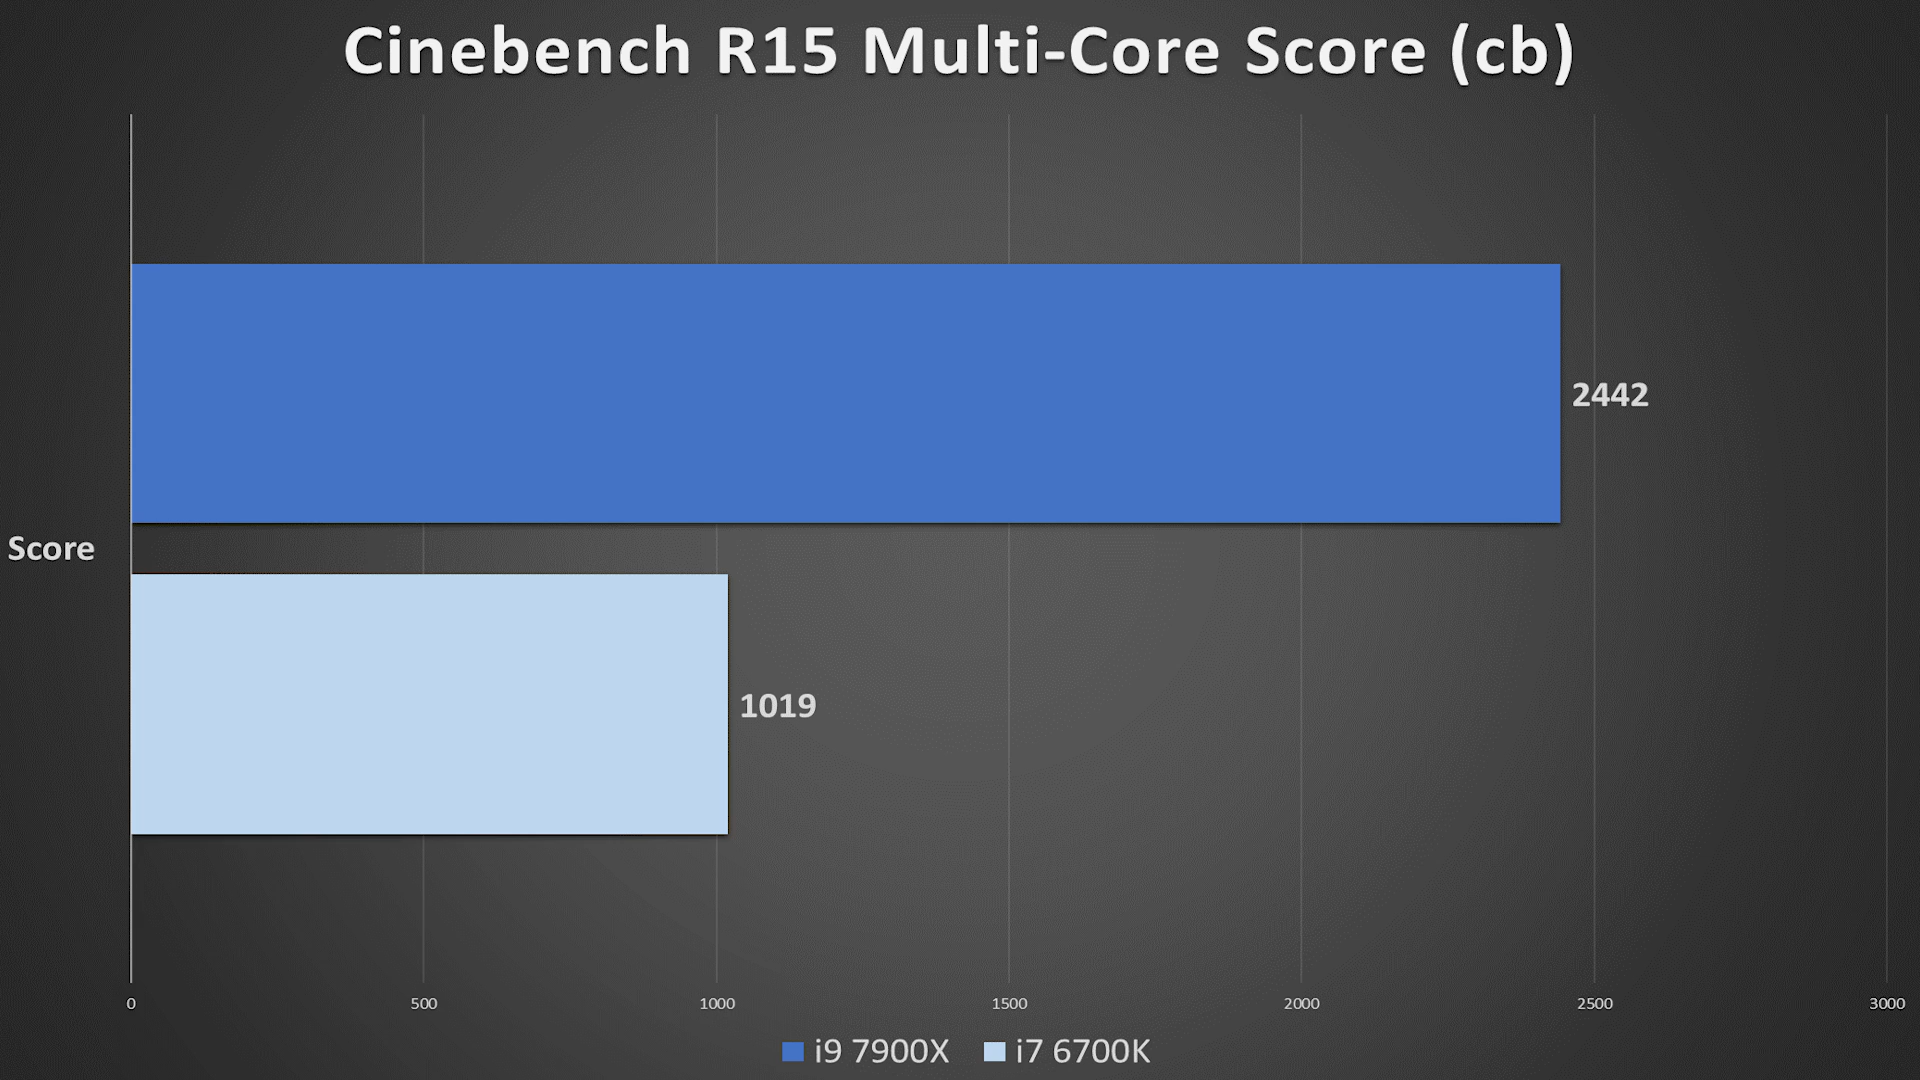 Cinebench R15 Multi-Core Score (cb)
2442
Score
1019
0 500 1000 1500 2000 2500 3000
i9 7900X i7 6700K